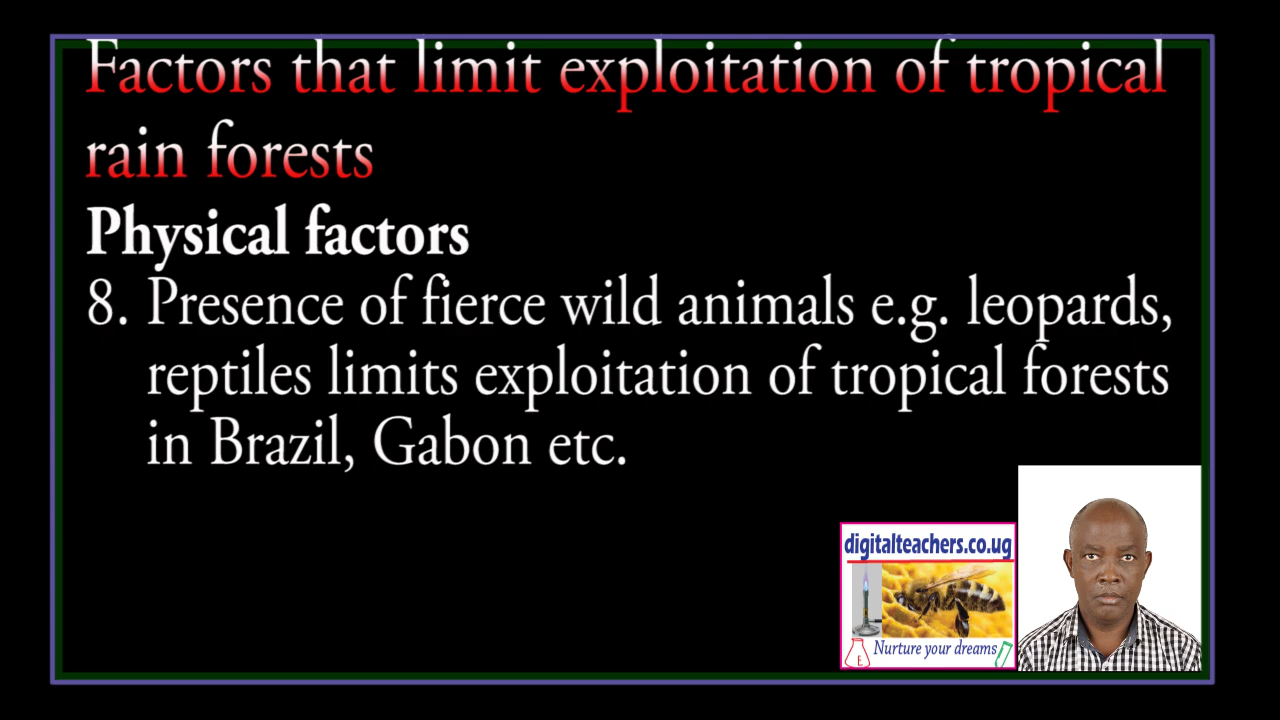 Factors that limit exploitation of tropical
rain forests
Physical factors
8. Presence of fierce wild animals e.g. leopards,
reptiles limits exploitation of tropical forests
in Brazil, Gabon etc.
digitalteachers.co.ug
E
Nurture your dreams